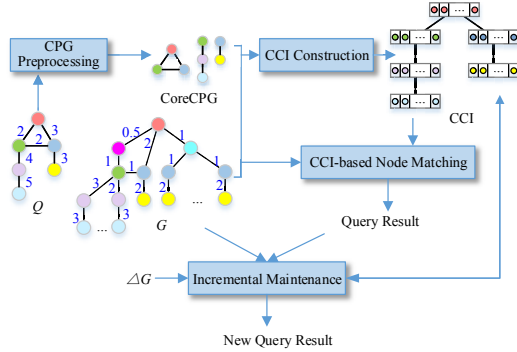 CPG
Preprocessing
CoreCPG
CCI Construction
...
...
...
...
...
CCI
2 3
2
4 3
5
Q
0.5 1
2
1 1 1 1
3 2 2 2 2
3 3
... ... ...
G
CCI-based Node Matching
Query Result
△G
Incremental Maintenance
New Query Result